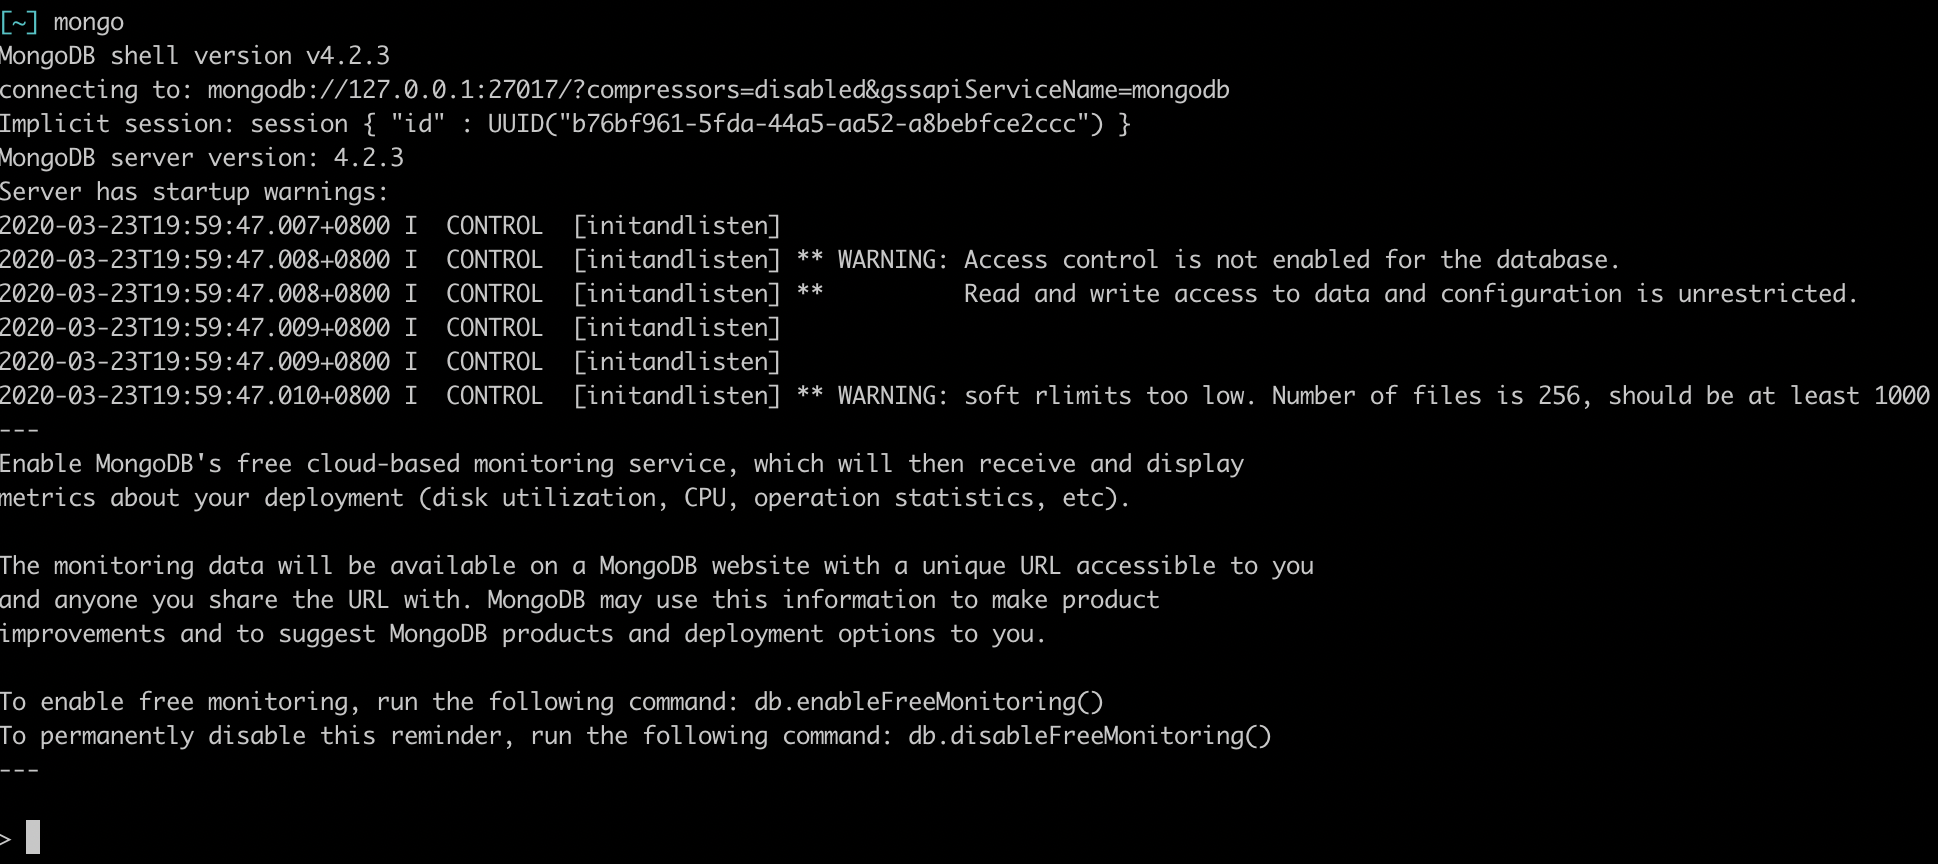 [~] mongo
MongoDB shell version v4.2.3
connecting to: mongodb://127.0.0.1:27017/?compressors=disabled&gssapiServiceName=mongodb
Implicit session: session { "id" : UUID("b76bf961-5fda-44a5-aa52-a8bebfce2ccc") }
MongoDB server version: 4.2.3
Server has startup warnings:
2020-03-23T19:59:47.007+0800 I  CONTROL  [initandlisten]
2020-03-23T19:59:47.008+0800 I  CONTROL  [initandlisten] ** WARNING: Access control is not enabled for the database.
2020-03-23T19:59:47.008+0800 I  CONTROL  [initandlisten] **          Read and write access to data and configuration is unrestricted.
2020-03-23T19:59:47.009+0800 I  CONTROL  [initandlisten]
2020-03-23T19:59:47.009+0800 I  CONTROL  [initandlisten]
2020-03-23T19:59:47.010+0800 I  CONTROL  [initandlisten] ** WARNING: soft rlimits too low. Number of files is 256, should be at least 1000
---
Enable MongoDB's free cloud-based monitoring service, which will then receive and display
metrics about your deployment (disk utilization, CPU, operation statistics, etc).

The monitoring data will be available on a MongoDB website with a unique URL accessible to you
and anyone you share the URL with. MongoDB may use this information to make product
improvements and to suggest MongoDB products and deployment options to you.

To enable free monitoring, run the following command: db.enableFreeMonitoring()
To permanently disable this reminder, run the following command: db.disableFreeMonitoring()
---

>